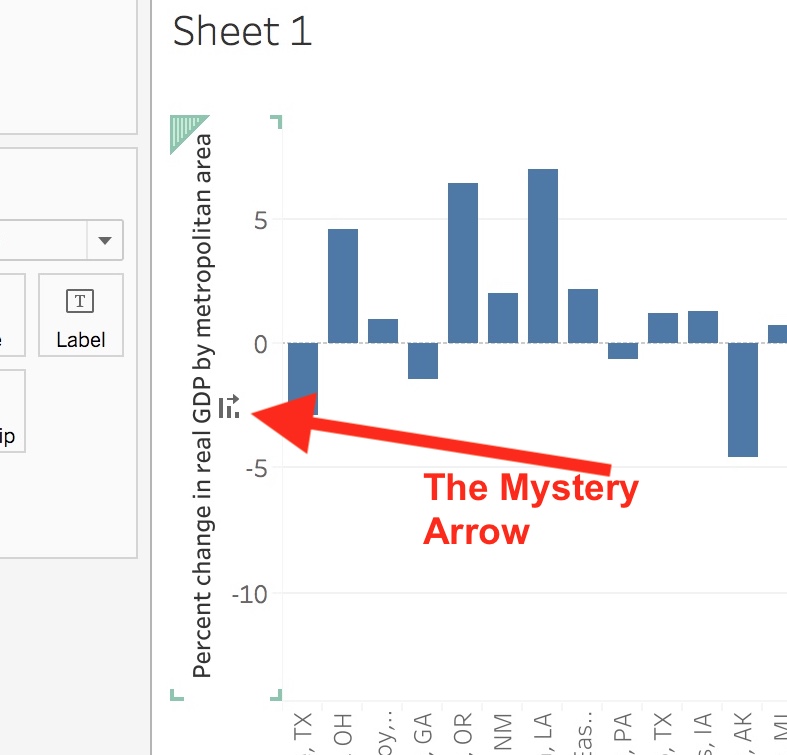 Sheet 1
Percent change in real GDP by metropolitan area
5
0
-5
-10
T
Label
ip
The Mystery
Arrow
, TX
, OH
oy,..
, GA
, OR
NM
, LA
eas..
, PA
, TX
s, IA
, AK
MI